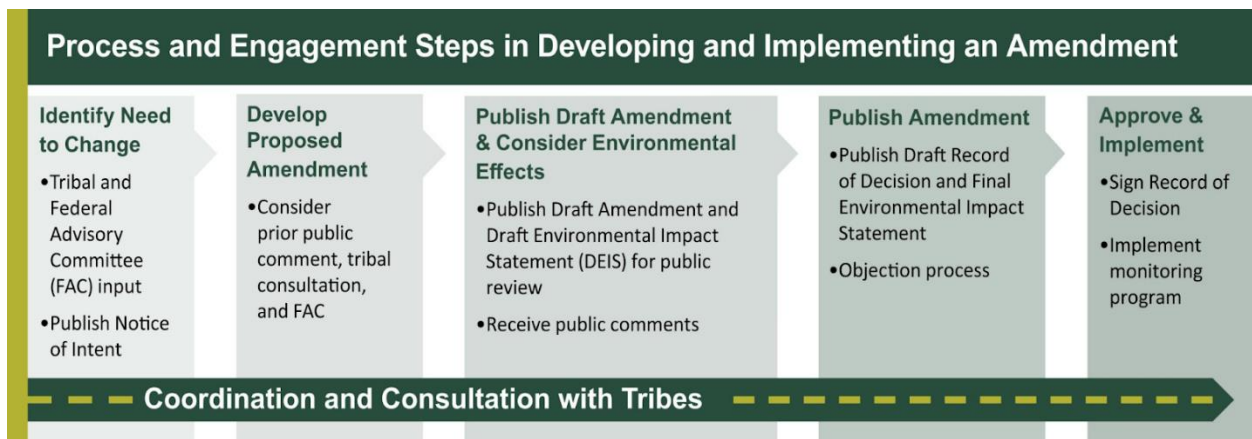 Process and Engagement Steps in Developing and Implementing an Amendment
Identify Need
to Change
•Tribal and
Federal
Advisory
Committee
(FAC) input
•Publish Notice
of Intent
Develop
Proposed
Amendment
•Consider
prior public
comment, tribal
consultation,
and FAC
Publish Draft Amendment
& Consider Environmental
Effects
•Publish Draft Amendment and
Draft Environmental Impact
Statement (DEIS) for public
review
•Receive public comments
Publish Amendment
•Publish Draft Record
of Decision and Final
Environmental Impact
Statement
•Objection process
Approve &
Implement
•Sign Record of
Decision
•Implement
monitoring
program
Coordination and Consultation with Tribes